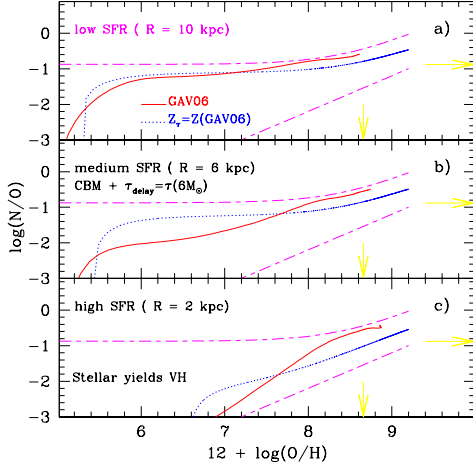 low SFR ( R = 10 kpc)
a)
0
−1
−2
−3
GAV06
Z_τ=Z(GAV06)
medium SFR ( R = 6 kpc)
b)
CBM + τ_delay=τ(6M_☉)
0
−1
−2
−3
log(N/O)
high SFR ( R = 2 kpc)
c)
0
−1
−2
−3
Stellar yields VH
6
7
8
9
12 + log(O/H)